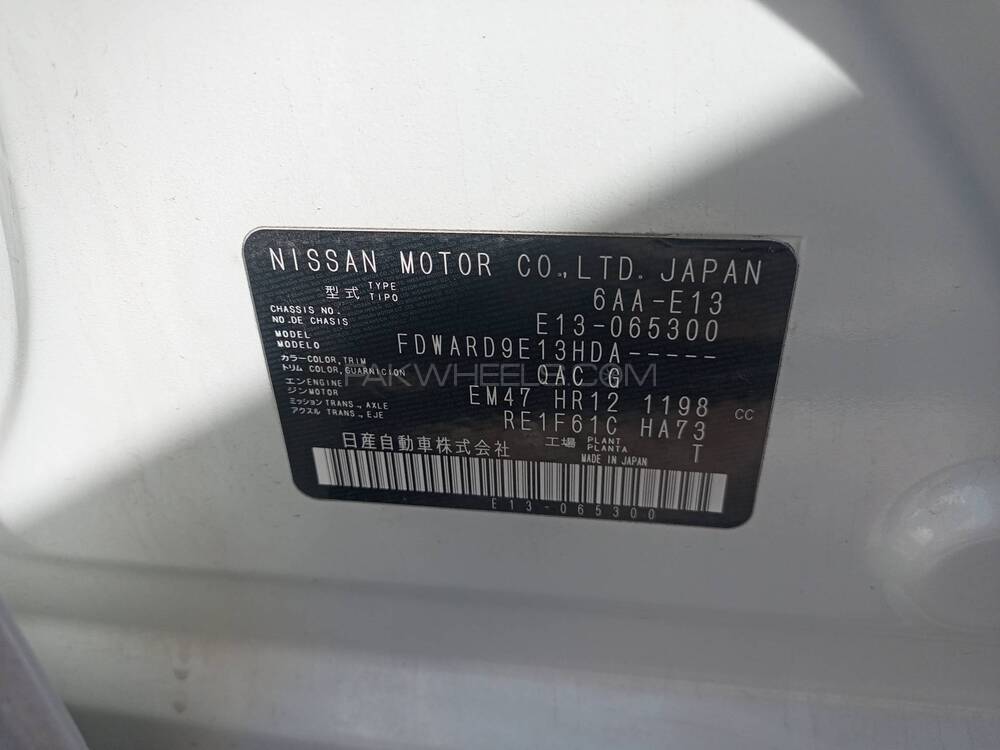 NISSAN MOTOR CO.,LTD. JAPAN
型式 TYPE TIPO 6AA-E13
CHASSIS NO. NO.DE CHASIS E13-065300
MODEL MODELO FDWARD9E13HDA-----
カラー COLOR, TRIM トリム COLOR, GUARNICION QAC G
エンジン ENGINE MOTOR EM47 HR12 1198 CC
ミッション TRANS., AXLE アクスル TRANS., EJE RE1F61C HA73
日産自動車株式会社 工場 PLANT PLANTA T
MADE IN JAPAN
E13-065300
PAKWHEELS.COM